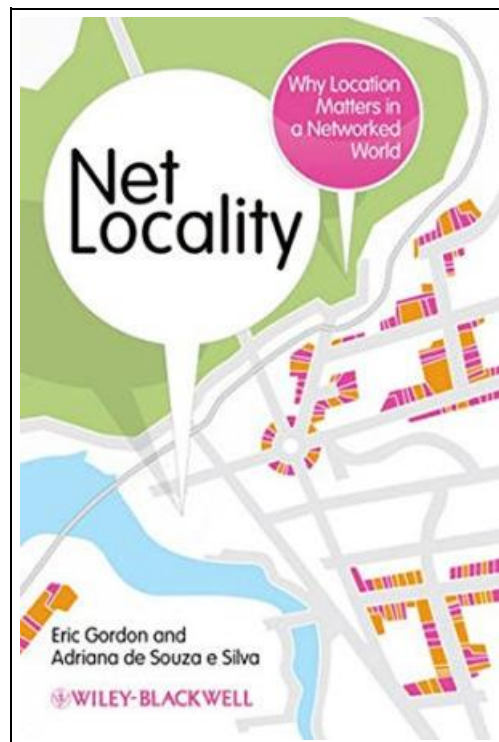 Why Location
Matters in
a Networked
World
Net
Locality
Eric Gordon and
Adriana de Souza e Silva
WILEY-BLACKWELL